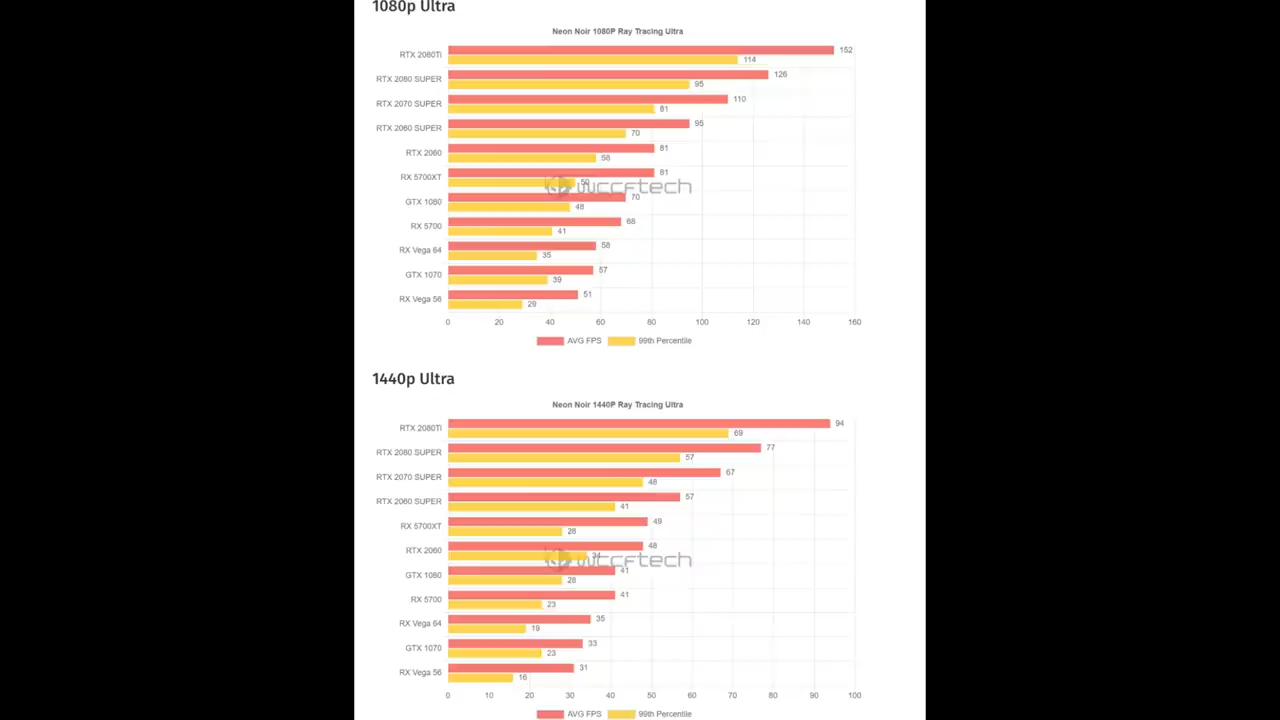 1080p Ultra
Neon Noir 1080P Ray Tracing Ultra
RTX 2080Ti 152 114
RTX 2080 SUPER 126 95
RTX 2070 SUPER 110 81
RTX 2060 SUPER 95 70
RTX 2060 81 58
RX 5700XT 81 50
wccftech
GTX 1080 70 48
RX 5700 68 41
RX Vega 64 58 35
GTX 1070 57 39
RX Vega 56 51 29
0 20 40 60 80 100 120 140 160
AVG FPS 99th Percentile
1440p Ultra
Neon Noir 1440P Ray Tracing Ultra
RTX 2080Ti 94 69
RTX 2080 SUPER 77 57
RTX 2070 SUPER 67 48
RTX 2060 SUPER 57 41
RX 5700XT 49 28
RTX 2060 48 34
wccftech
GTX 1080 41 28
RX 5700 41 23
RX Vega 64 35 19
GTX 1070 33 23
RX Vega 56 31 16
0 10 20 30 40 50 60 70 80 90 100
AVG FPS 99th Percentile